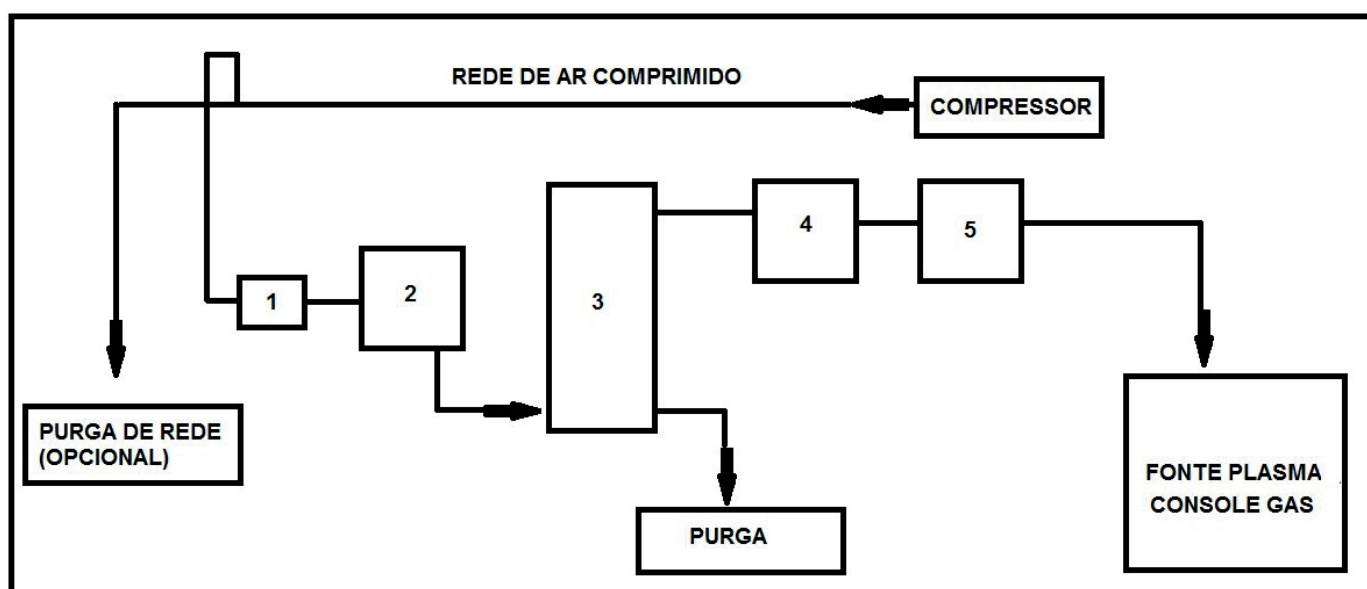 REDE DE AR COMPRIMIDO
COMPRESSOR
1
2
3
4
5
PURGA DE REDE
(OPCIONAL)
PURGA
FONTE PLASMA
CONSOLE GAS